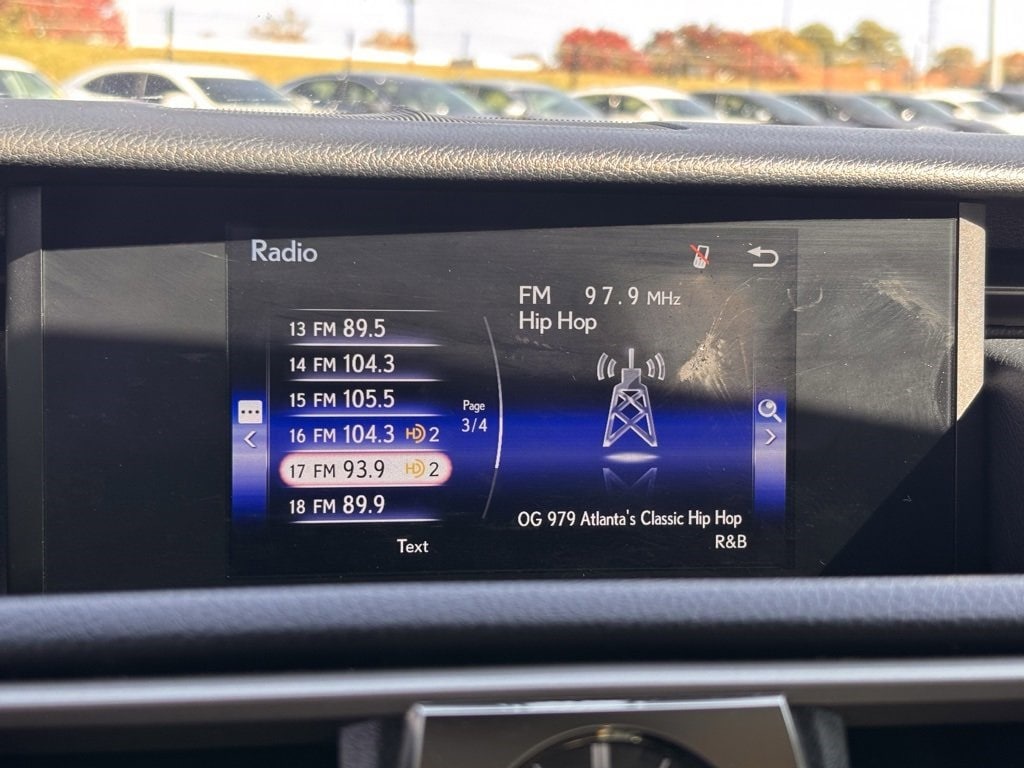 Radio
FM 97.9 MHz
Hip Hop
13 FM 89.5
14 FM 104.3
15 FM 105.5
16 FM 104.3 HD 2
17 FM 93.9 HD 2
18 FM 89.9
Page
3/4
OG 979 Atlanta's Classic Hip Hop
R&B
Text